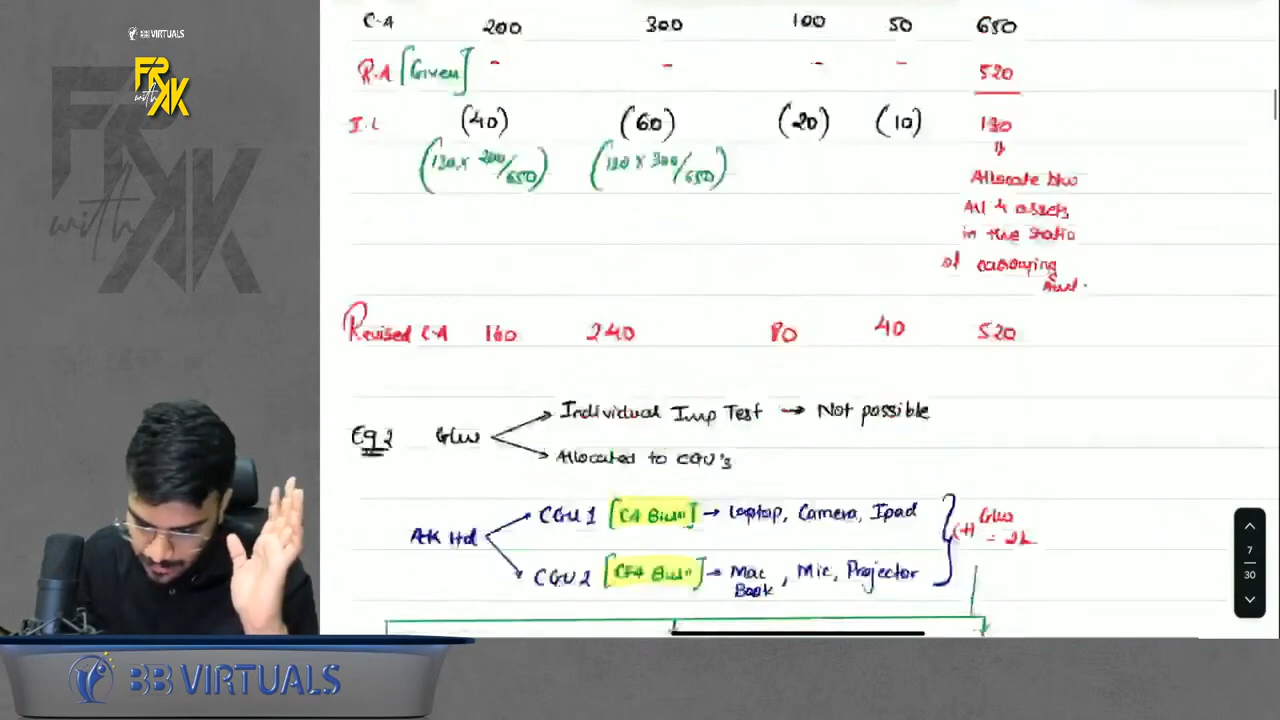 BB VIRTUALS
FR
with
AK
C.A 200 300 100 50 650
R.A [Given] - - - - 520
I.L (40) (60) (20) (10) 130
(130 x 200/650) (130 x 300/650)
Allocate b/w
All 4 assets
in the ratio
of carrying
Amt.
Revised C.A 160 240 80 40 520
Individual Imp Test → Not possible
Eg 2 G/w
Allocated to CGU's
CGU 1 [CA Busin] → Laptop, Camera, Ipad
AK Ltd
CGU 2 [CFA Busn] → Mac Book, Mic, Projector
(+) G/w = 2L
7
30
BB VIRTUALS